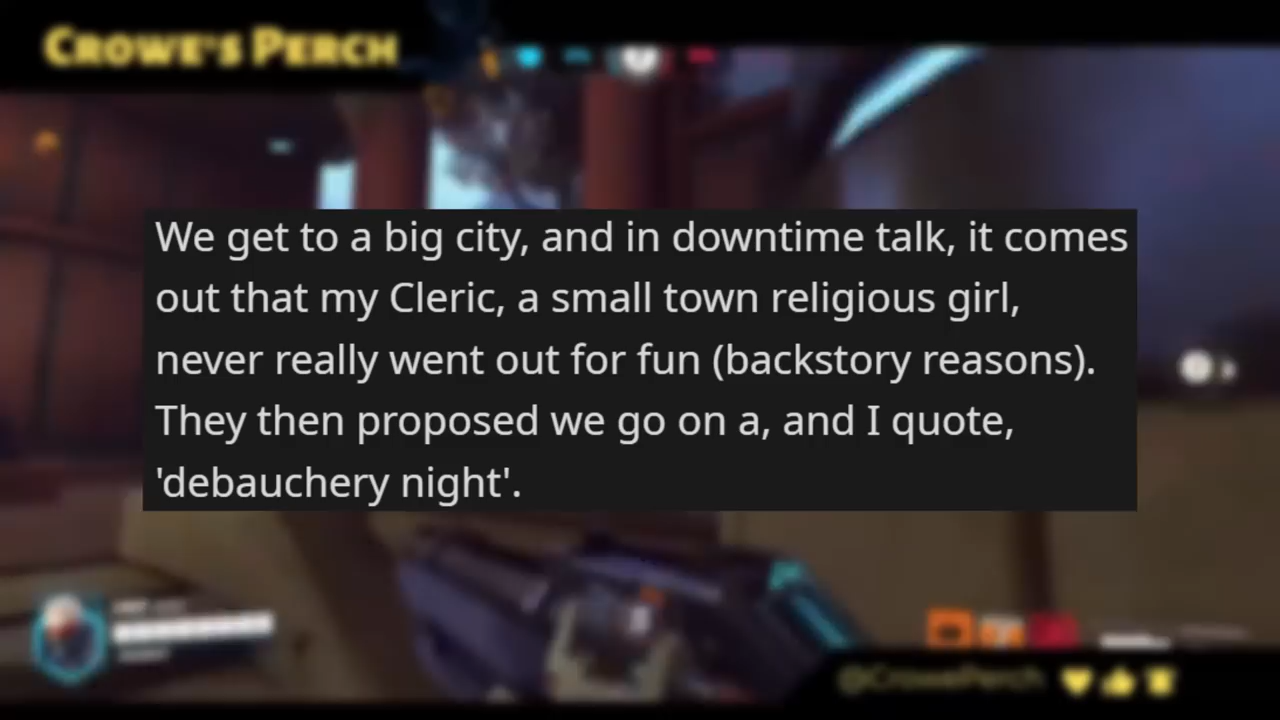 CROWE'S PERCH
We get to a big city, and in downtime talk, it comes
out that my Cleric, a small town religious girl,
never really went out for fun (backstory reasons).
They then proposed we go on a, and I quote,
'debauchery night'.
@CrowsPerch